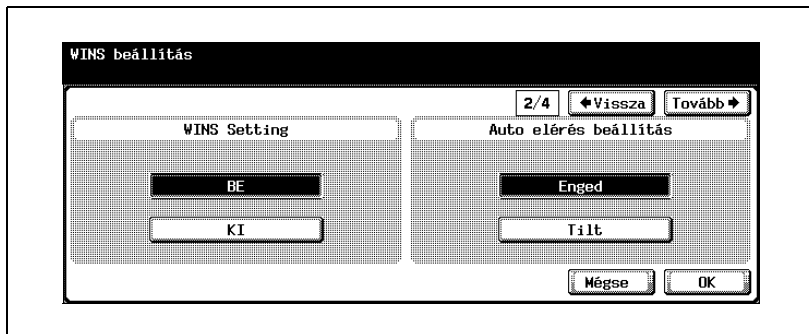 WINS beállítás
2/4 ←Vissza Tovább→
WINS Setting Auto elérés beállítás
BE Enged
KI Tilt
Mégse OK